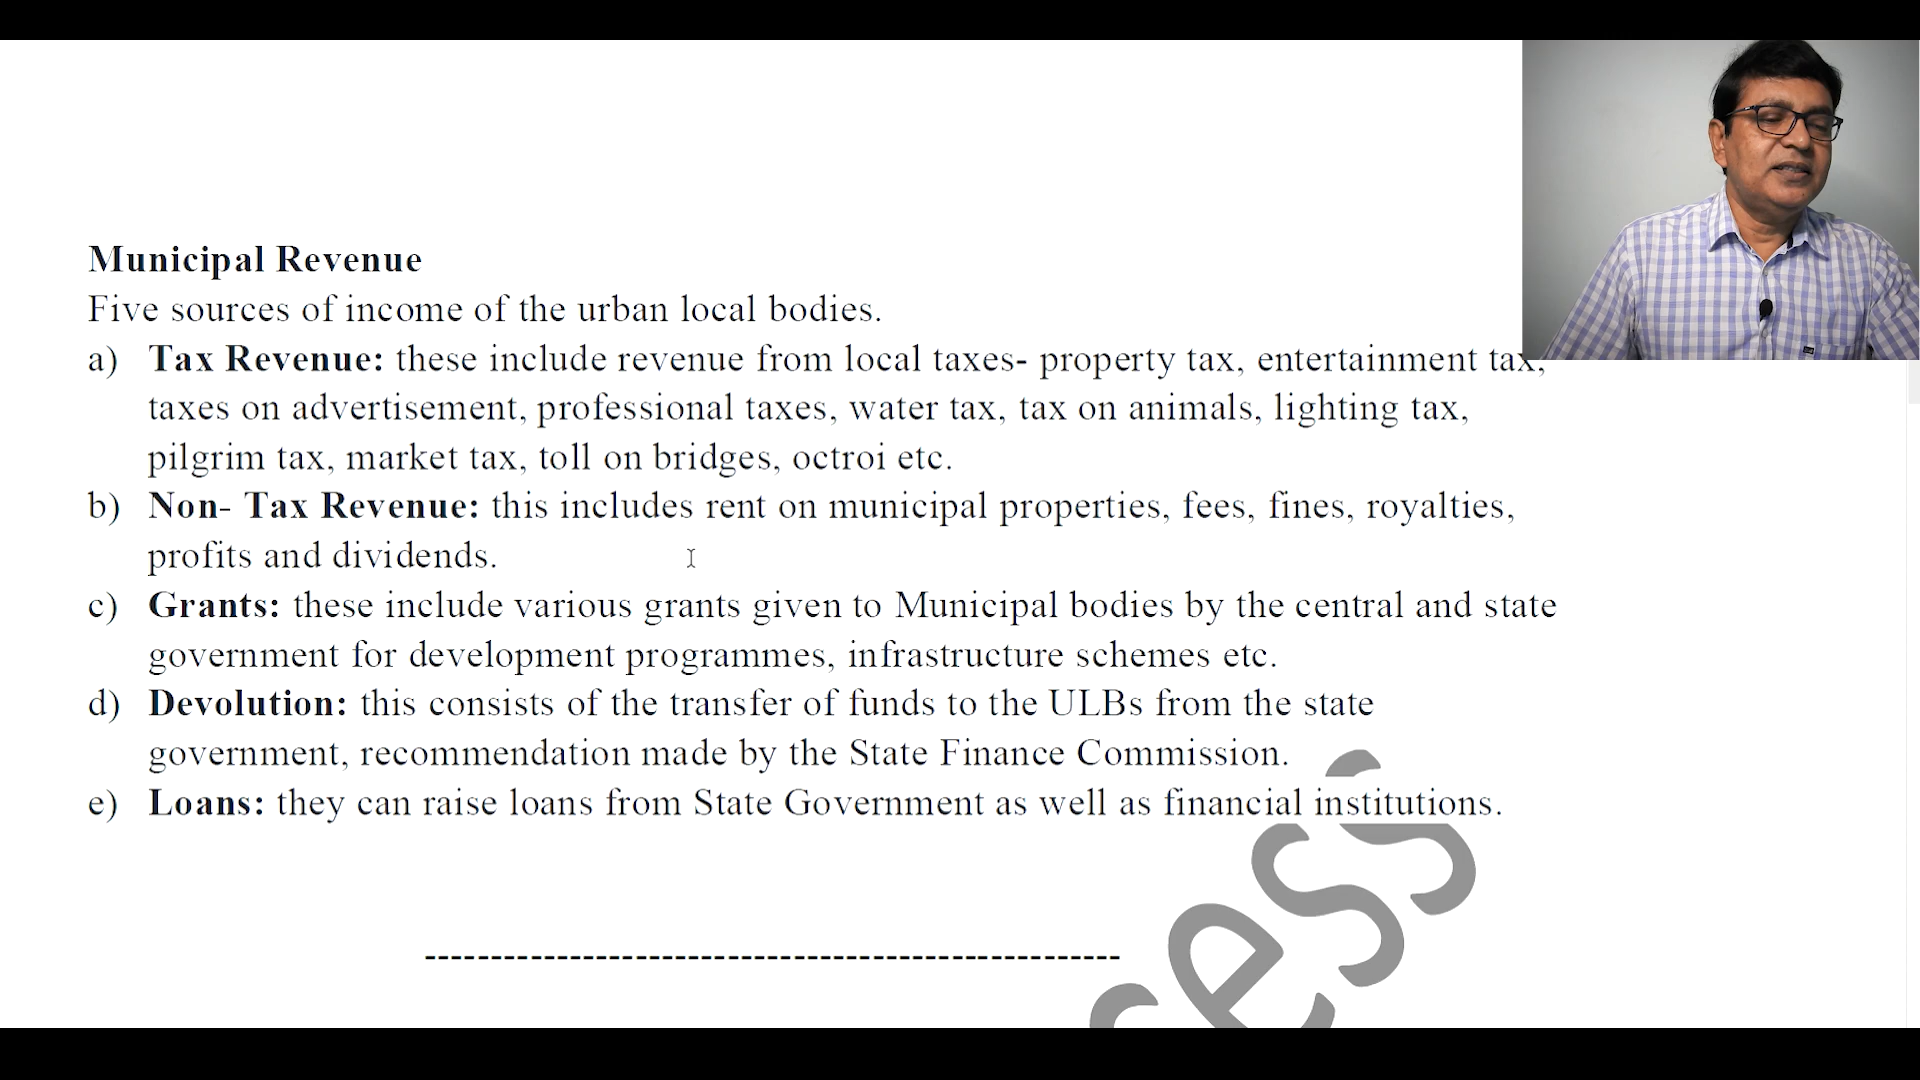 Municipal Revenue
Five sources of income of the urban local bodies.
a) Tax Revenue: these include revenue from local taxes- property tax, entertainment tax,
taxes on advertisement, professional taxes, water tax, tax on animals, lighting tax,
pilgrim tax, market tax, toll on bridges, octroi etc.
b) Non- Tax Revenue: this includes rent on municipal properties, fees, fines, royalties,
profits and dividends.
c) Grants: these include various grants given to Municipal bodies by the central and state
government for development programmes, infrastructure schemes etc.
d) Devolution: this consists of the transfer of funds to the ULBs from the state
government, recommendation made by the State Finance Commission.
e) Loans: they can raise loans from State Government as well as financial institutions.